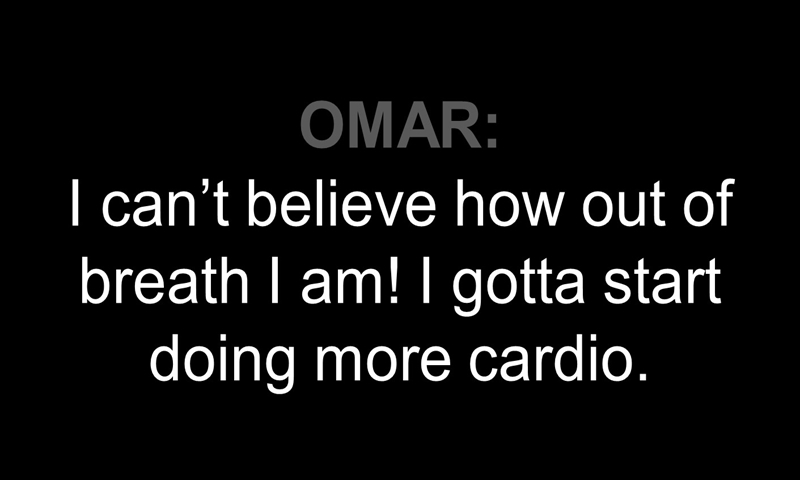 OMAR:
I can’t believe how out of
breath I am! I gotta start
doing more cardio.